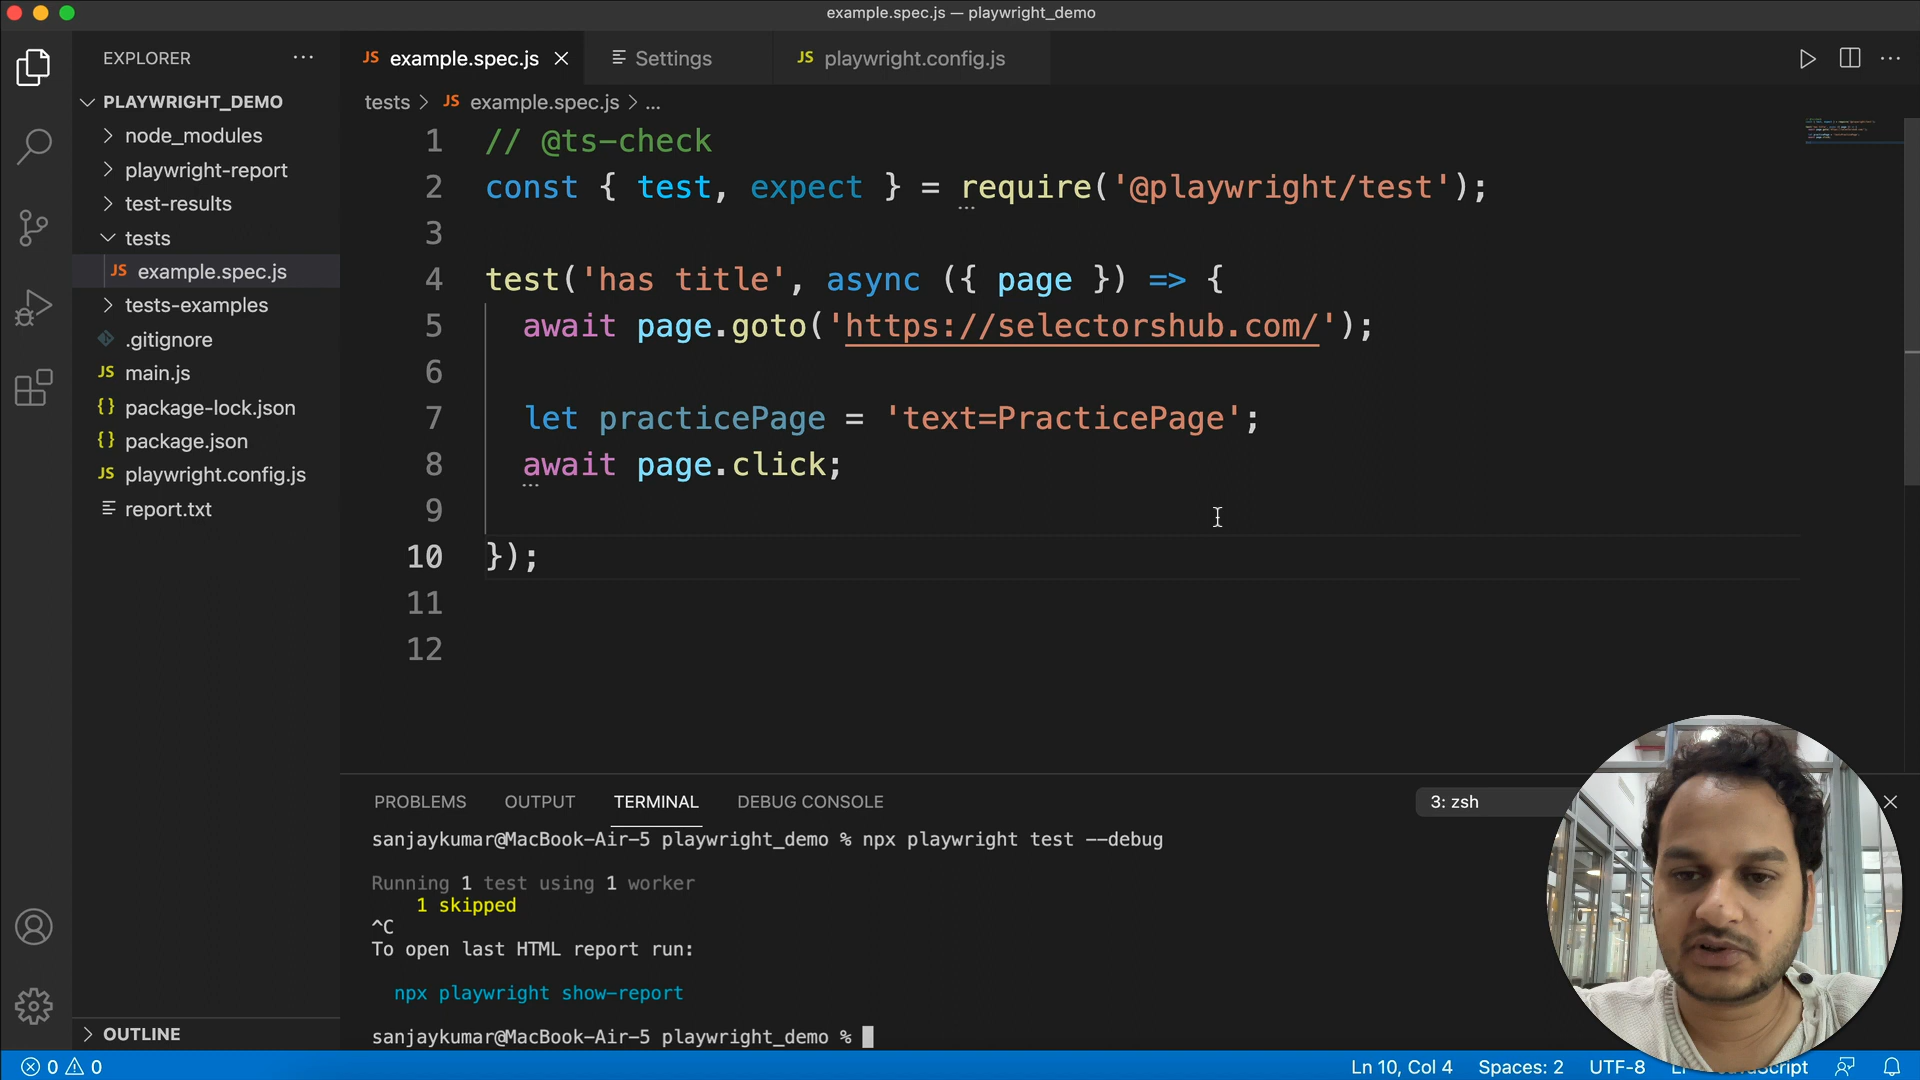 example.spec.js — playwright_demo
EXPLORER
JS example.spec.js
Settings
JS playwright.config.js
tests > JS example.spec.js > ...
PLAYWRIGHT_DEMO
node_modules
playwright-report
test-results
tests
JS example.spec.js
tests-examples
.gitignore
JS main.js
{} package-lock.json
{} package.json
JS playwright.config.js
report.txt
OUTLINE
1 // @ts-check
2 const { test, expect } = require('@playwright/test');
3
4 test('has title', async ({ page }) => {
5 await page.goto('https://selectorshub.com/');
6
7 let practicePage = 'text=PracticePage';
8 await page.click;
9
10 });
11
12
PROBLEMS OUTPUT TERMINAL DEBUG CONSOLE
3: zsh
sanjaykumar@MacBook-Air-5 playwright_demo % npx playwright test --debug
Running 1 test using 1 worker
1 skipped
^C
To open last HTML report run:
npx playwright show-report
sanjaykumar@MacBook-Air-5 playwright_demo %
0 0
Ln 10, Col 4 Spaces: 2 UTF-8